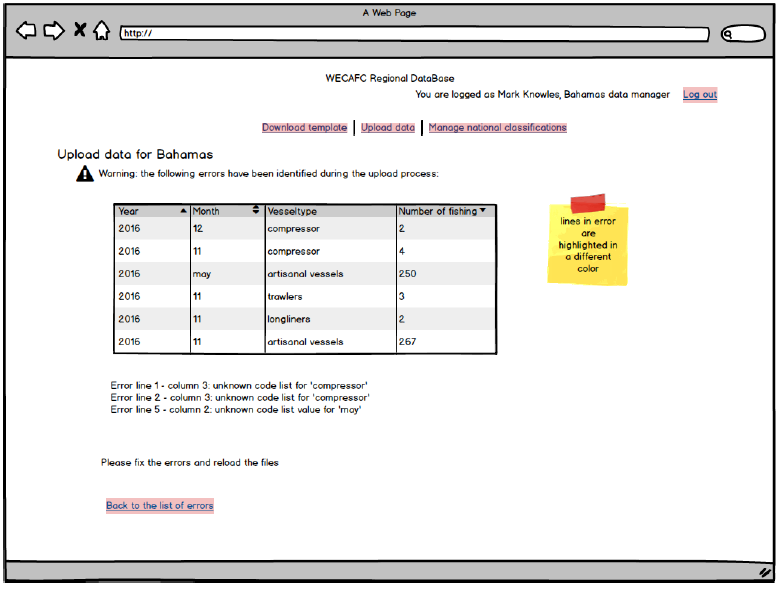 A Web Page
http://
WECAFC Regional DataBase
You are logged as Mark Knowles, Bahamas data manager Log out
Download template Upload data Manage national classifications
Upload data for Bahamas
Warning: the following errors have been identified during the upload process:
Year Month Vesseltype Number of fishing
2016 12 compressor 2
2016 11 compressor 4
2016 may artisanal vessels 250
2016 11 trawlers 3
2016 11 longliners 2
2016 11 artisanal vessels 267
lines in error
are
highlighted in
a different
color
Error line 1 - column 3: unknown code list for 'compressor'
Error line 2 - column 3: unknown code list for 'compressor'
Error line 5 - column 2: unknown code list value for 'may'
Please fix the errors and reload the files
Back to the list of errors